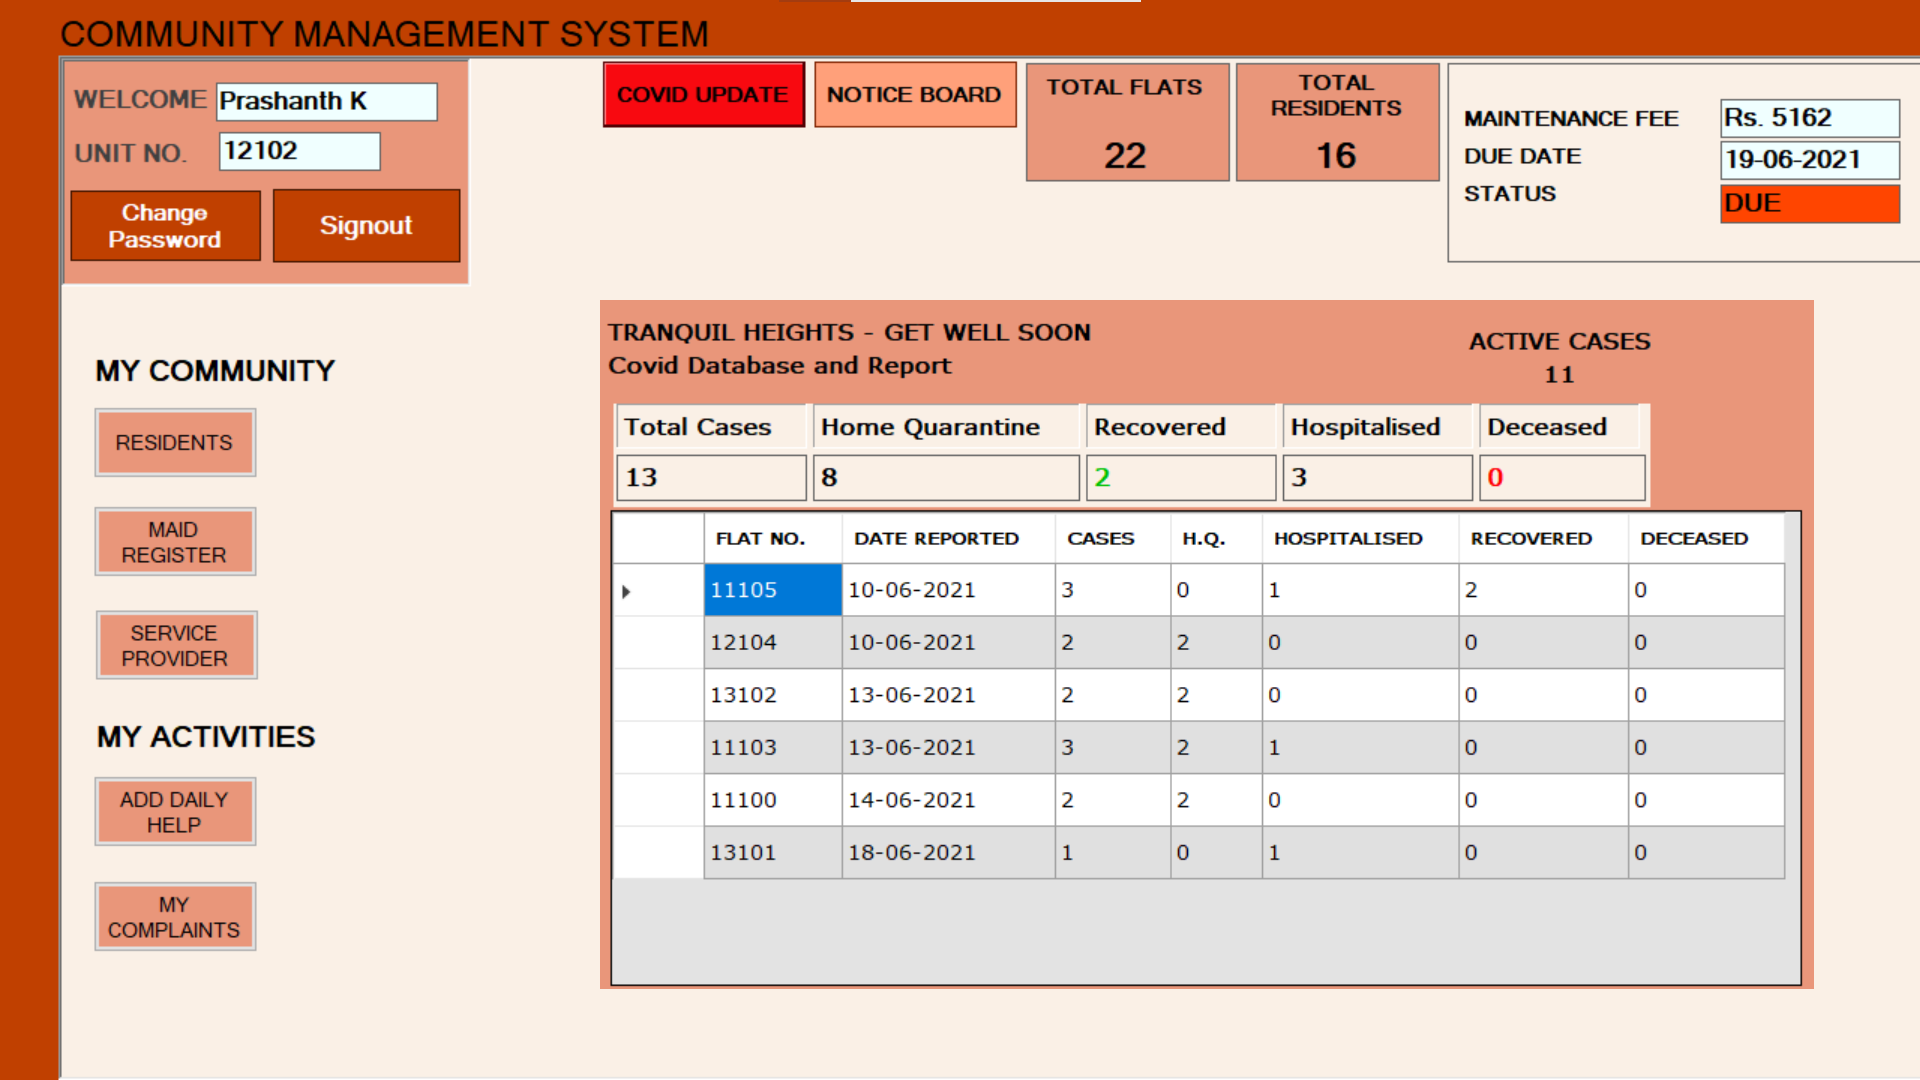 COMMUNITY MANAGEMENT SYSTEM
WELCOME Prashanth K
UNIT NO. 12102
Change
Password
Signout
COVID UPDATE
NOTICE BOARD
TOTAL FLATS
22
TOTAL
RESIDENTS
16
MAINTENANCE FEE Rs. 5162
DUE DATE 19-06-2021
STATUS DUE
MY COMMUNITY
RESIDENTS
MAID
REGISTER
SERVICE
PROVIDER
MY ACTIVITIES
ADD DAILY
HELP
MY
COMPLAINTS
TRANQUIL HEIGHTS - GET WELL SOON
Covid Database and Report
ACTIVE CASES
11
Total Cases Home Quarantine Recovered Hospitalised Deceased
13 8 2 3 0
FLAT NO. DATE REPORTED CASES H.Q. HOSPITALISED RECOVERED DECEASED
11105 10-06-2021 3 0 1 2 0
12104 10-06-2021 2 2 0 0 0
13102 13-06-2021 2 2 0 0 0
11103 13-06-2021 3 2 1 0 0
11100 14-06-2021 2 2 0 0 0
13101 18-06-2021 1 0 1 0 0